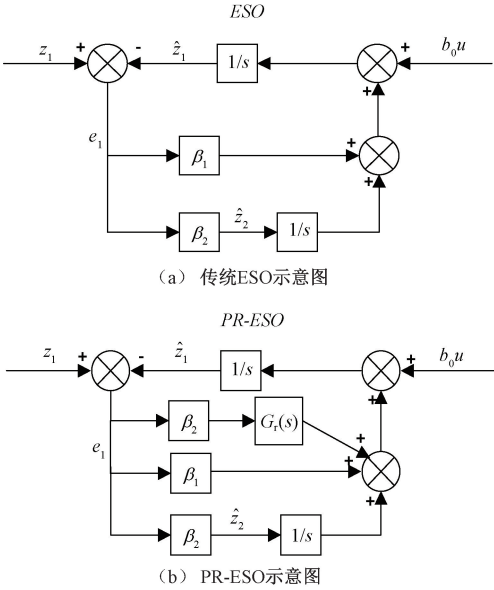 ESO
z₁ + - ẑ₁ 1/s + b₀u
+
e₁
β₁ +
+
β₂ ẑ₂ 1/s
(a) 传统ESO示意图
PR-ESO
z₁ + - ẑ₁ 1/s + b₀u
+
β₂ Gᵣ(s)
+
e₁
β₁ +
+
β₂ ẑ₂ 1/s
(b) PR-ESO示意图